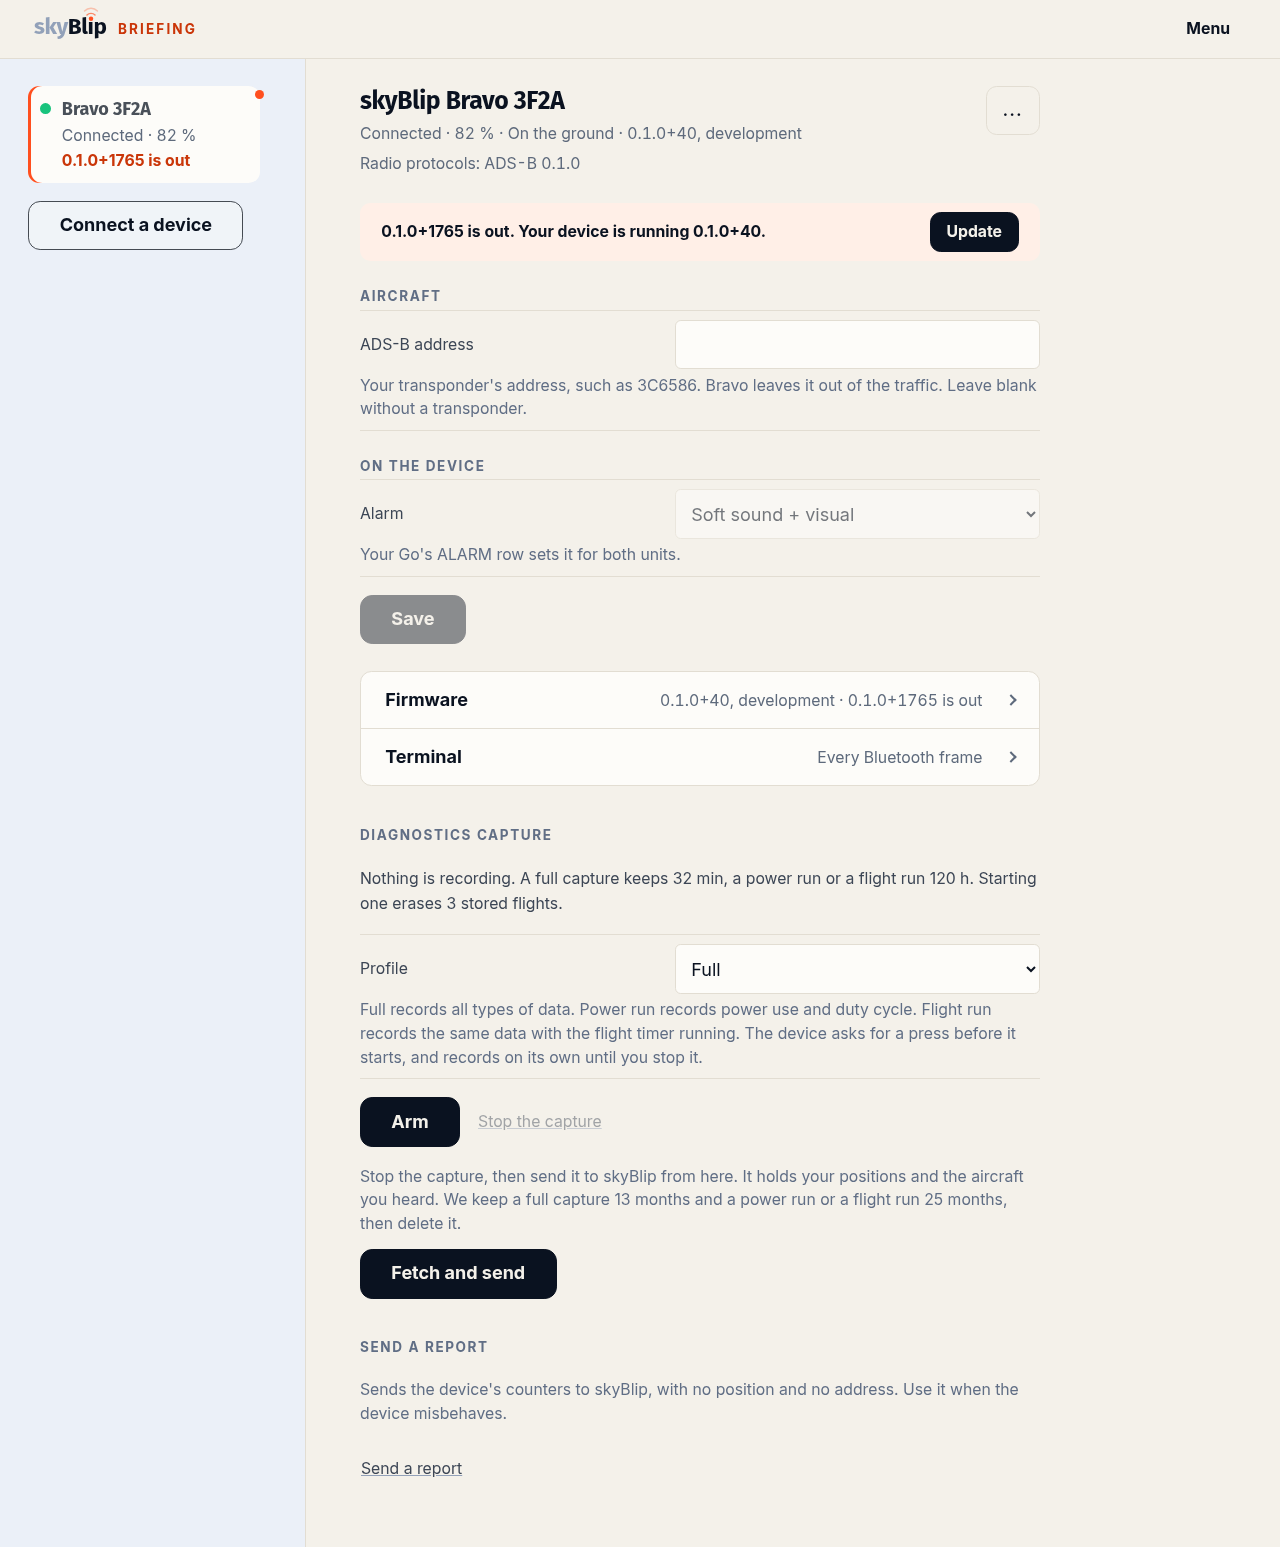 skyBlip BRIEFING
Menu
Bravo 3F2A
Connected · 82 %
0.1.0+1765 is out
Connect a device
skyBlip Bravo 3F2A
...
Connected · 82 % · On the ground · 0.1.0+40, development
Radio protocols: ADS-B 0.1.0
0.1.0+1765 is out. Your device is running 0.1.0+40.
Update
AIRCRAFT
ADS-B address
Your transponder's address, such as 3C6586. Bravo leaves it out of the traffic. Leave blank
without a transponder.
ON THE DEVICE
Alarm
Soft sound + visual
Your Go's ALARM row sets it for both units.
Save
Firmware
0.1.0+40, development · 0.1.0+1765 is out
Terminal
Every Bluetooth frame
DIAGNOSTICS CAPTURE
Nothing is recording. A full capture keeps 32 min, a power run or a flight run 120 h. Starting
one erases 3 stored flights.
Profile
Full
Full records all types of data. Power run records power use and duty cycle. Flight run
records the same data with the flight timer running. The device asks for a press before it
starts, and records on its own until you stop it.
Arm
Stop the capture
Stop the capture, then send it to skyBlip from here. It holds your positions and the aircraft
you heard. We keep a full capture 13 months and a power run or a flight run 25 months,
then delete it.
Fetch and send
SEND A REPORT
Sends the device's counters to skyBlip, with no position and no address. Use it when the
device misbehaves.
Send a report